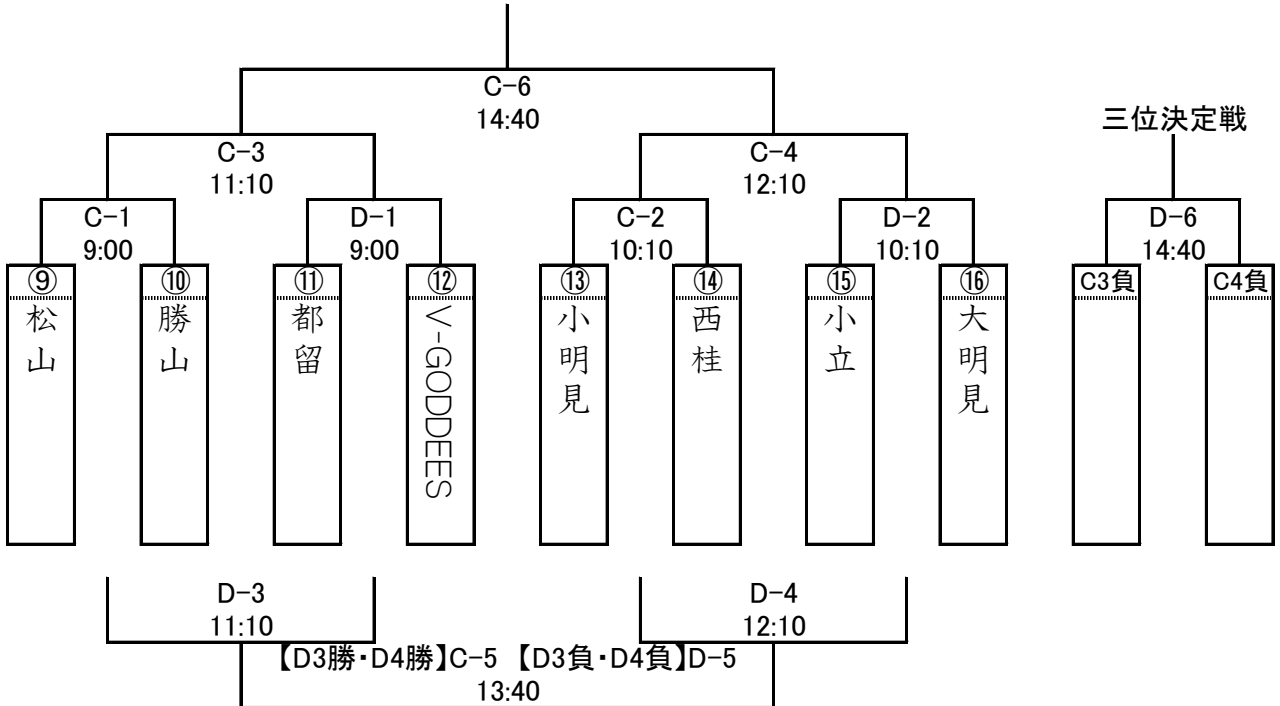 C-6
14:40
三位決定戦
C-3
11:10
C-4
12:10
C-1
9:00
D-1
9:00
C-2
10:10
D-2
10:10
D-6
14:40
⑨
松山
⑩
勝山
⑪
都留
⑫
V-GODDEES
⑬
小明見
⑭
西桂
⑮
小立
⑯
大明見
C3負
C4負
D-3
11:10
D-4
12:10
【D3勝・D4勝】C-5 【D3負・D4負】D-5
13:40